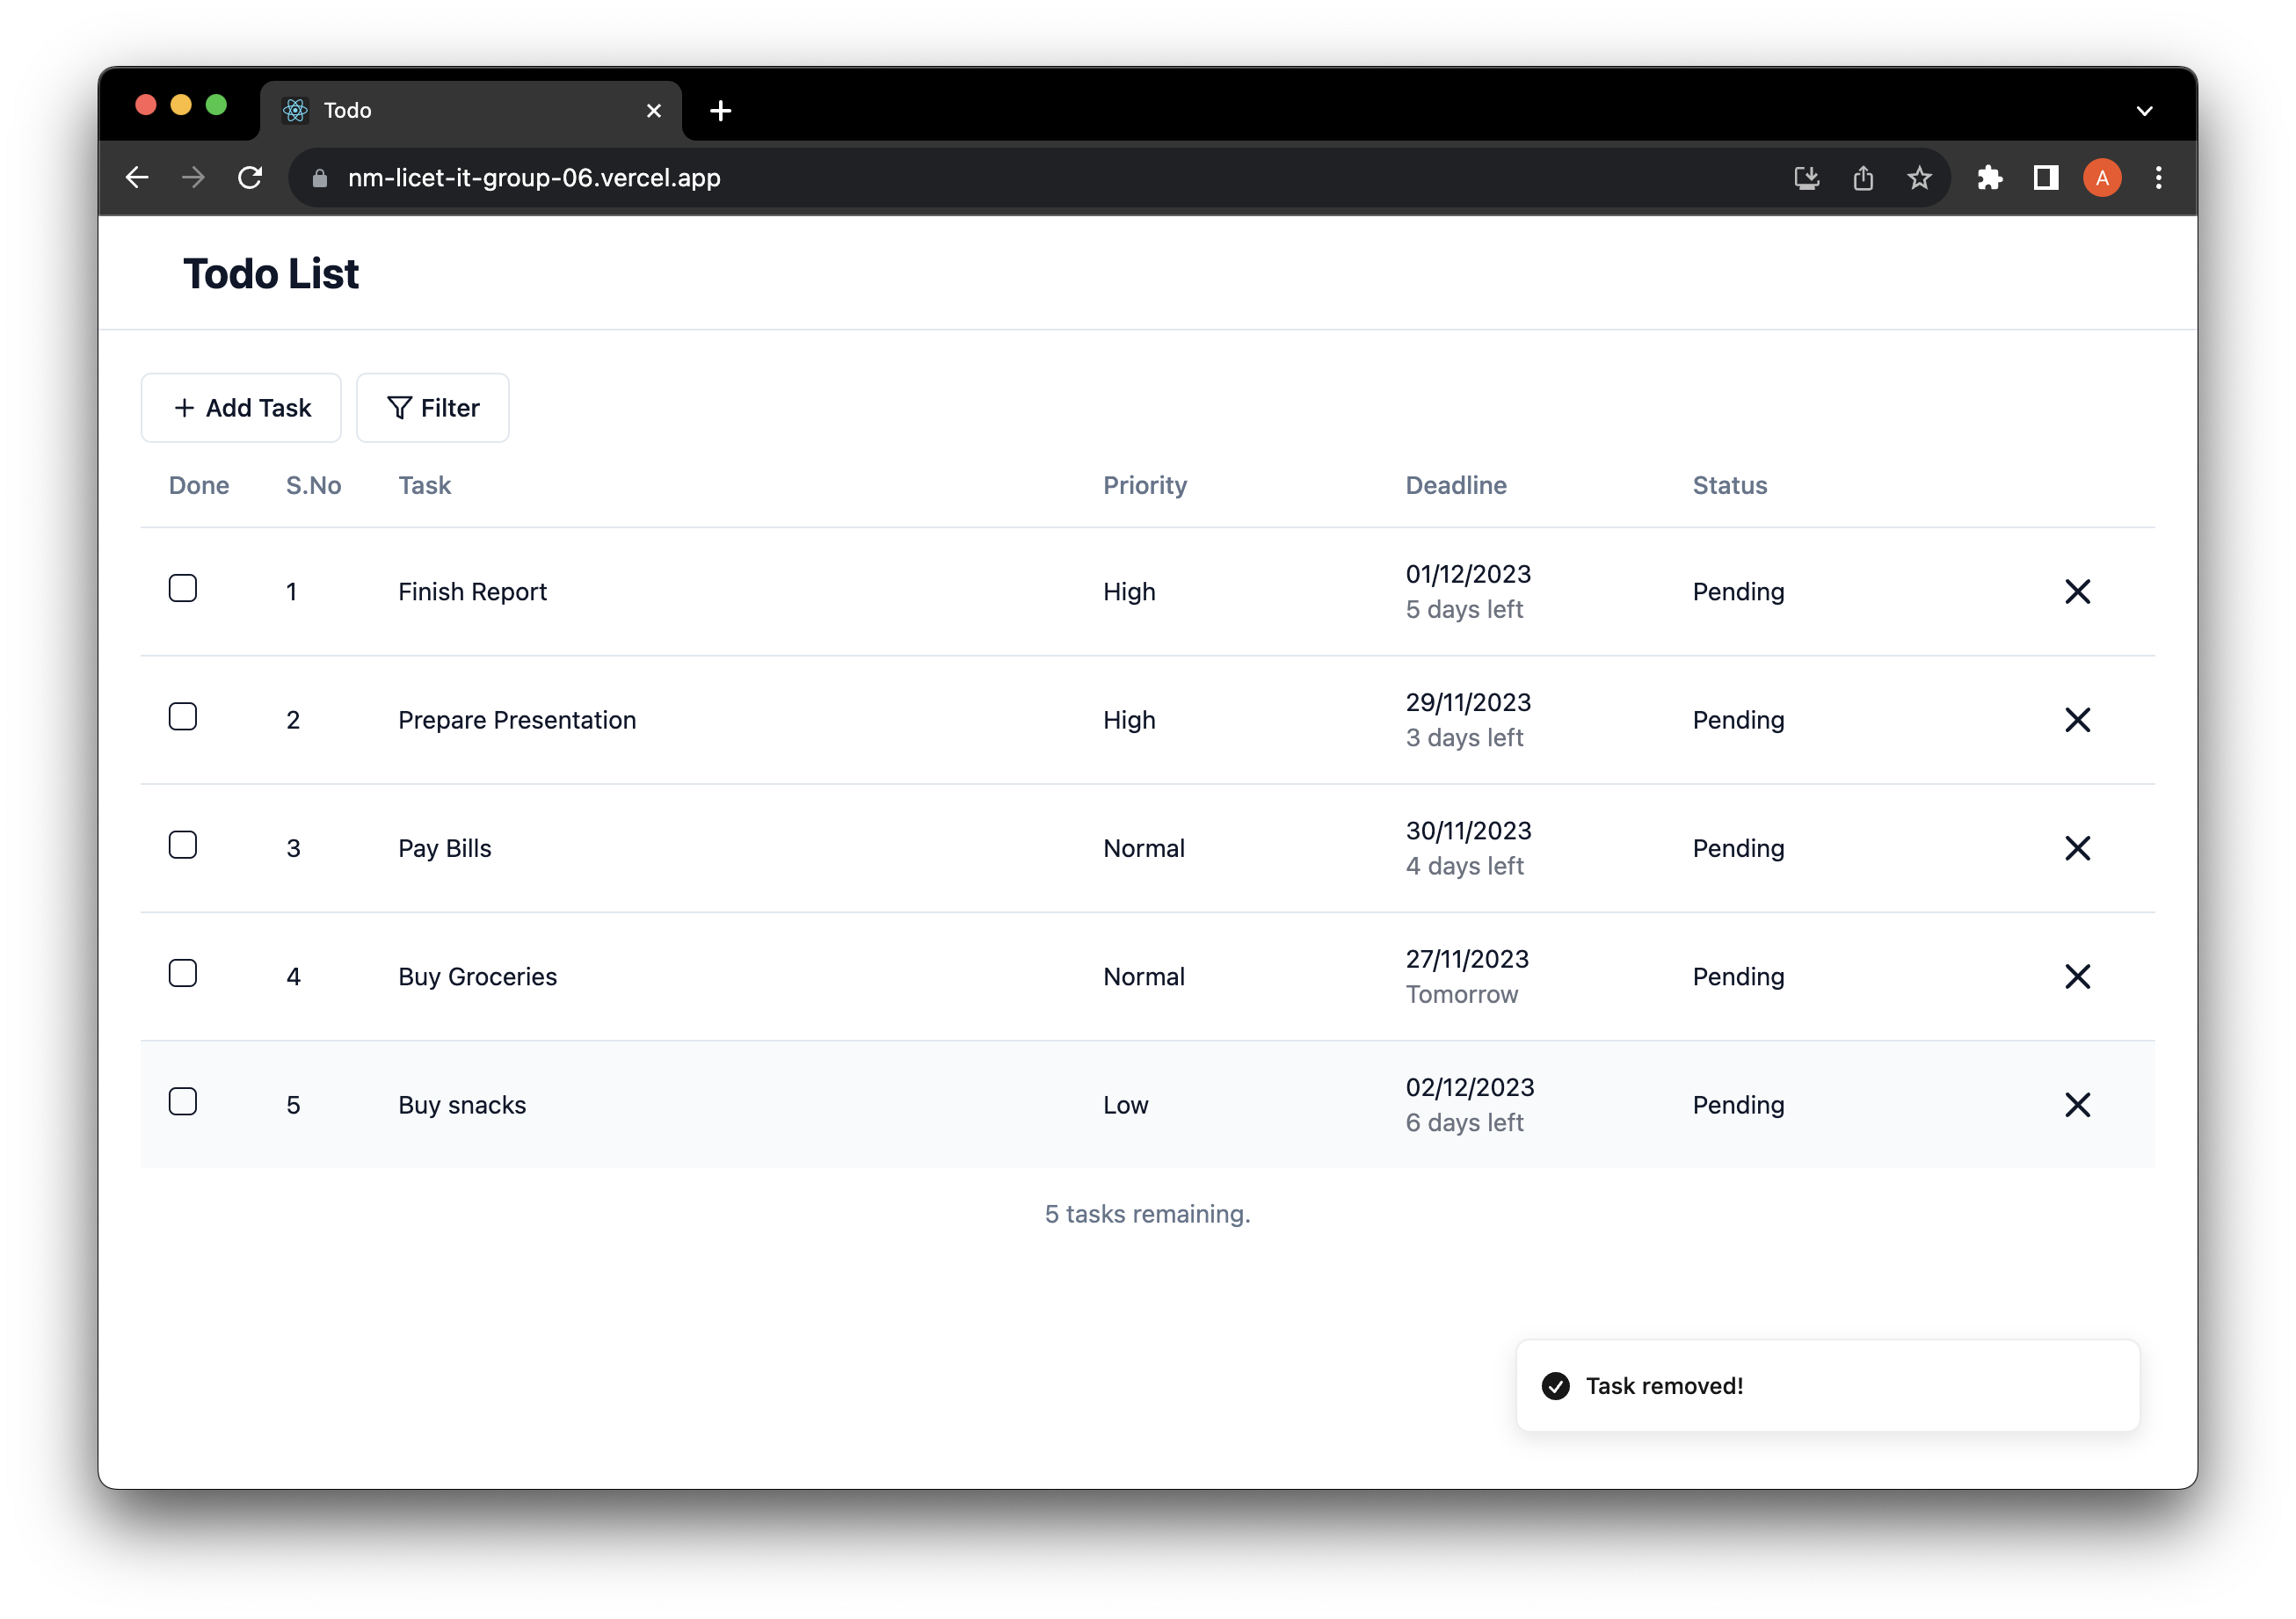 Todo
nm-licet-it-group-06.vercel.app
A
Todo List
Add Task
Filter
Done S.No Task Priority Deadline Status
1 Finish Report High 01/12/2023 Pending
5 days left
2 Prepare Presentation High 29/11/2023 Pending
3 days left
3 Pay Bills Normal 30/11/2023 Pending
4 days left
4 Buy Groceries Normal 27/11/2023 Pending
Tomorrow
5 Buy snacks Low 02/12/2023 Pending
6 days left
5 tasks remaining.
Task removed!